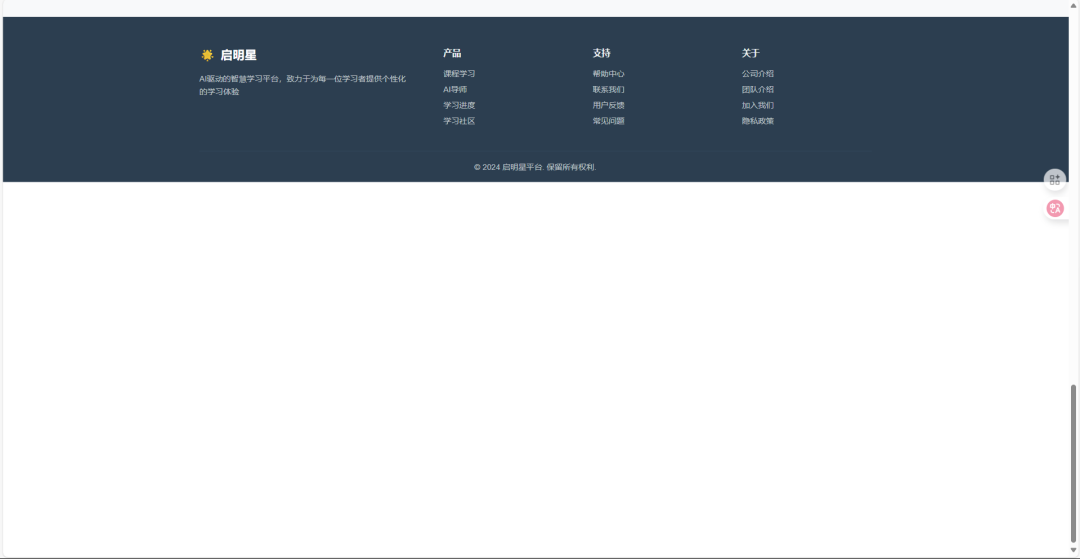 启明星
AI驱动的智慧学习平台，致力于为每一位学习者提供个性化
的学习体验
产品
课程学习
AI导师
学习进度
学习社区
支持
帮助中心
联系我们
用户反馈
常见问题
关于
公司介绍
团队介绍
加入我们
隐私政策
© 2024 启明星平台. 保留所有权利.